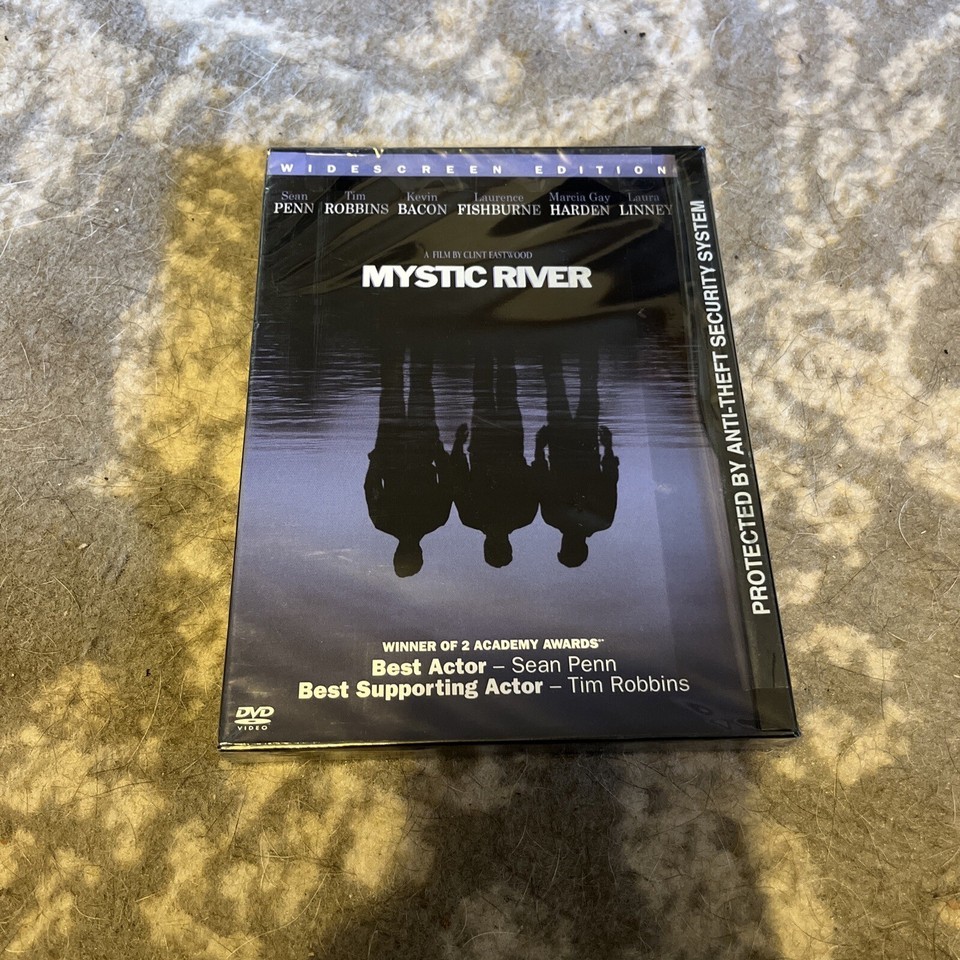 WIDESCREEN EDITION
Sean Tim Kevin Laurence Marcia Gay Laura
PENN ROBBINS BACON FISHBURNE HARDEN LINNEY
A FILM BY CLINT EASTWOOD
MYSTIC RIVER
WINNER OF 2 ACADEMY AWARDS®
Best Actor – Sean Penn
Best Supporting Actor – Tim Robbins
DVD
VIDEO
PROTECTED BY ANTI-THEFT SECURITY SYSTEM